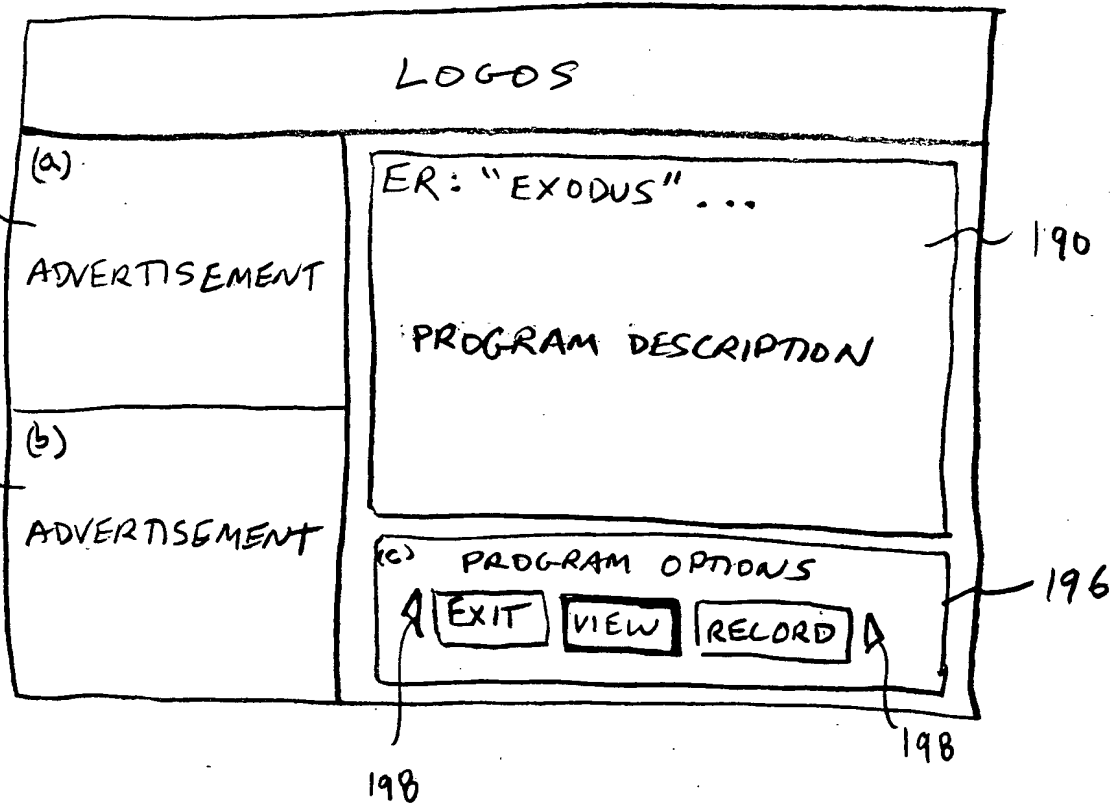 LOGOS
(a)
ADVERTISEMENT
(b)
ADVERTISEMENT
ER: "EXODUS" ...
PROGRAM DESCRIPTION
190
(c) PROGRAM OPTIONS
EXIT VIEW RECORD
196
198
198